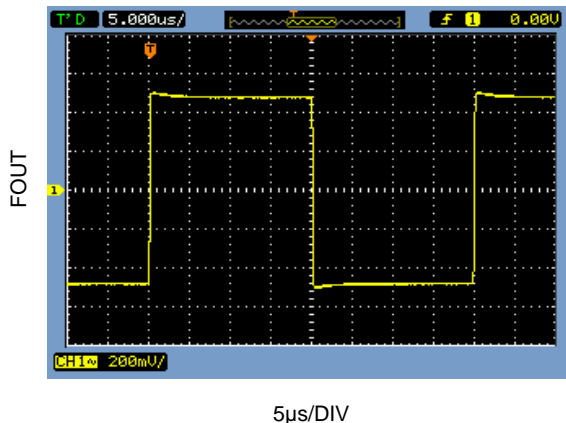 T'D 5.000us/ T f 1 0.00V
T
FOUT
1
CH1~ 200mV/
5µs/DIV